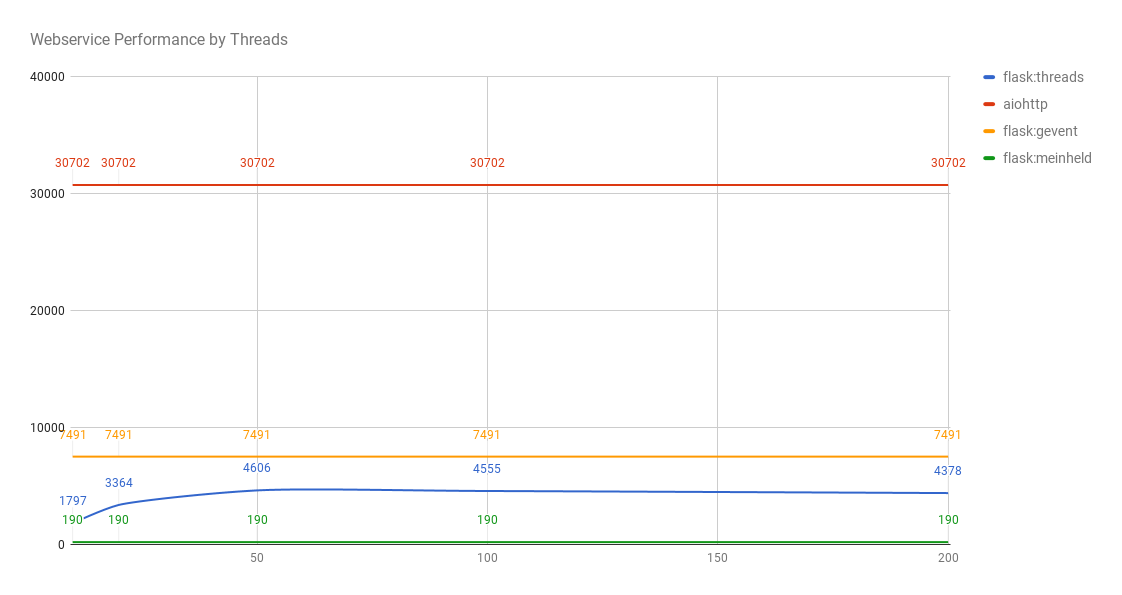 Webservice Performance by Threads
40000
flask:threads
aiohttp
flask:gevent
flask:meinheld
30702 30702 30702 30702 30702
30000
20000
10000
7491 7491 7491 7491 7491
1797 3364 4606 4555 4378
190 190 190 190 190
0
50 100 150 200